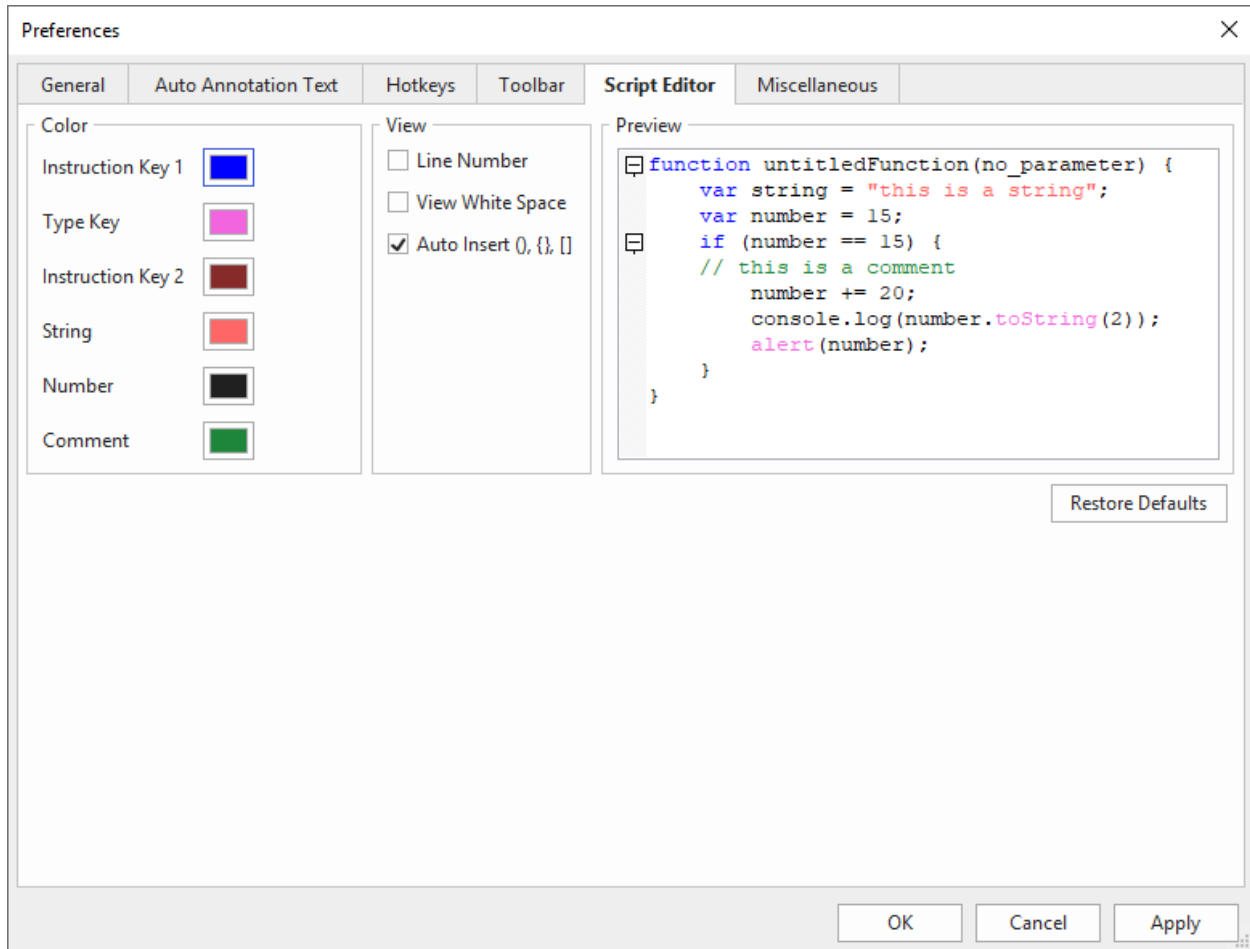 Preferences
General Auto Annotation Text Hotkeys Toolbar Script Editor Miscellaneous
Color
Instruction Key 1
Type Key
Instruction Key 2
String
Number
Comment
View
Line Number
View White Space
Auto Insert (), {}, []
Preview
function untitledFunction(no_parameter) {
    var string = "this is a string";
    var number = 15;
    if (number == 15) {
    // this is a comment
        number += 20;
        console.log(number.toString(2));
        alert(number);
    }
}
Restore Defaults
OK Cancel Apply